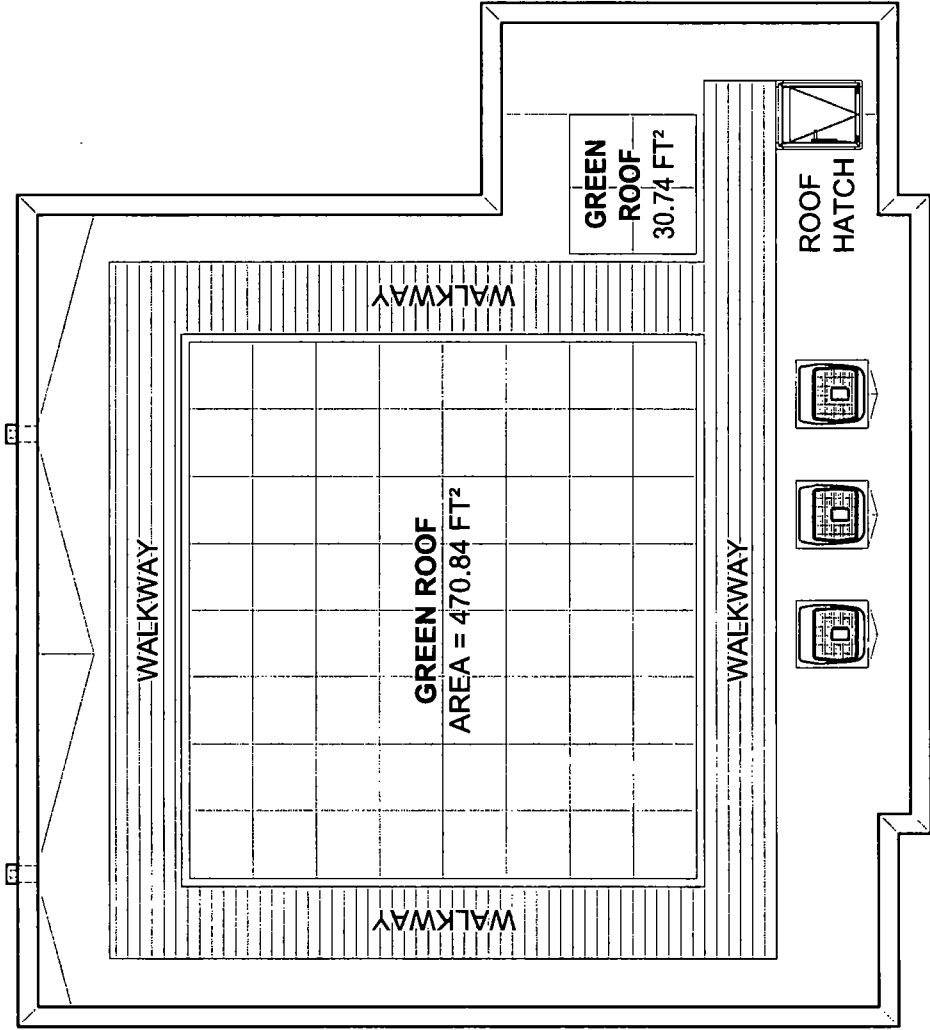 WALKWAY
GREEN ROOF
AREA = 470.84 FT²
WALKWAY
WALKWAY
WALKWAY
GREEN
ROOF
30.74 FT²
ROOF
HATCH